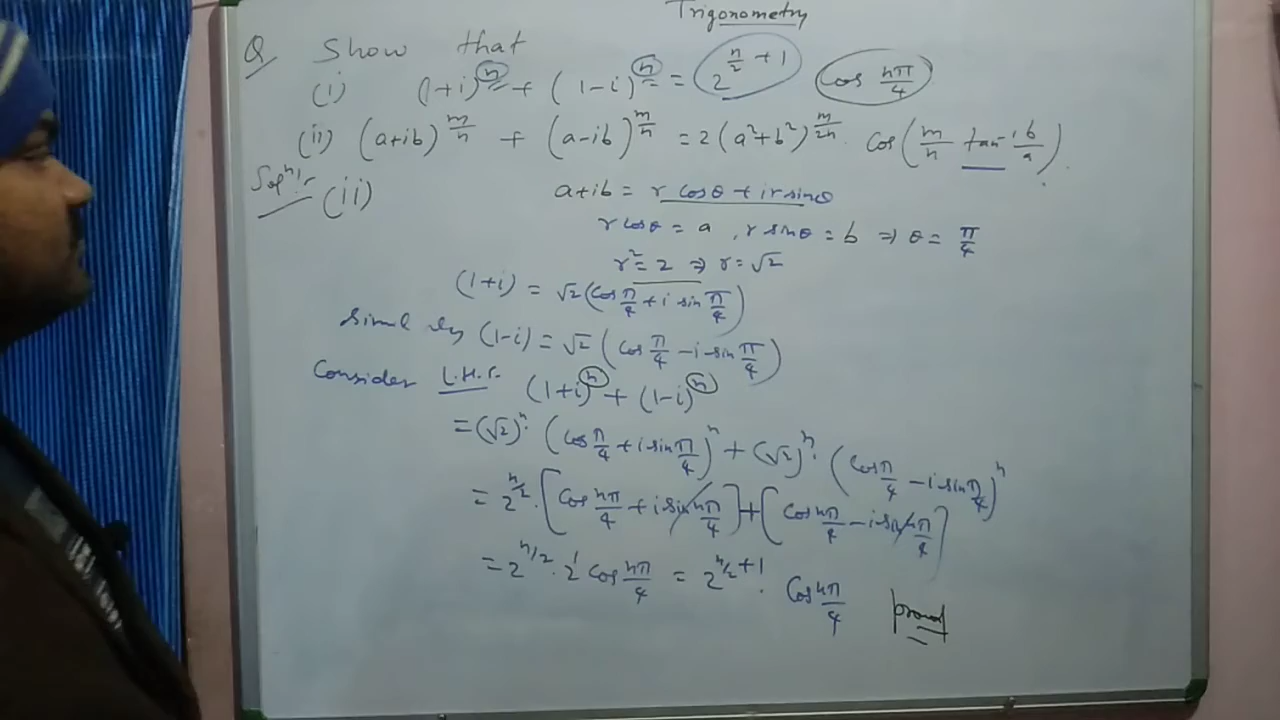 Trigonometry
Q Show that
(i) (1+i)^n + (1-i)^n = 2^{n/2 + 1} cos nπ/4
(ii) (a+ib)^{m/n} + (a-ib)^{m/n} = 2(a²+b²)^{m/2n} . cos(m/n tan⁻¹ b/a).
Sol^n :- (ii) a+ib = r cosθ + i r sinθ
r cosθ = a , r sinθ = b ⇒ θ = π/4
r² = 2 ⇒ r = √2
(1+i) = √2 (cos π/4 + i sin π/4)
(1-i) = √2 (cos π/4 - i sin π/4)
Consider L.H.S. (1+i)^n + (1-i)^n
= (√2)^n . (cos π/4 + i sin π/4)^n + (√2)^n . (cos π/4 - i sin π/4)^n
= 2^{n/2} . [cos nπ/4 + i sin nπ/4] + [cos nπ/4 - i sin nπ/4]
= 2^{n/2} . 2^1 cos nπ/4 = 2^{n/2 + 1} . cos nπ/4 proved